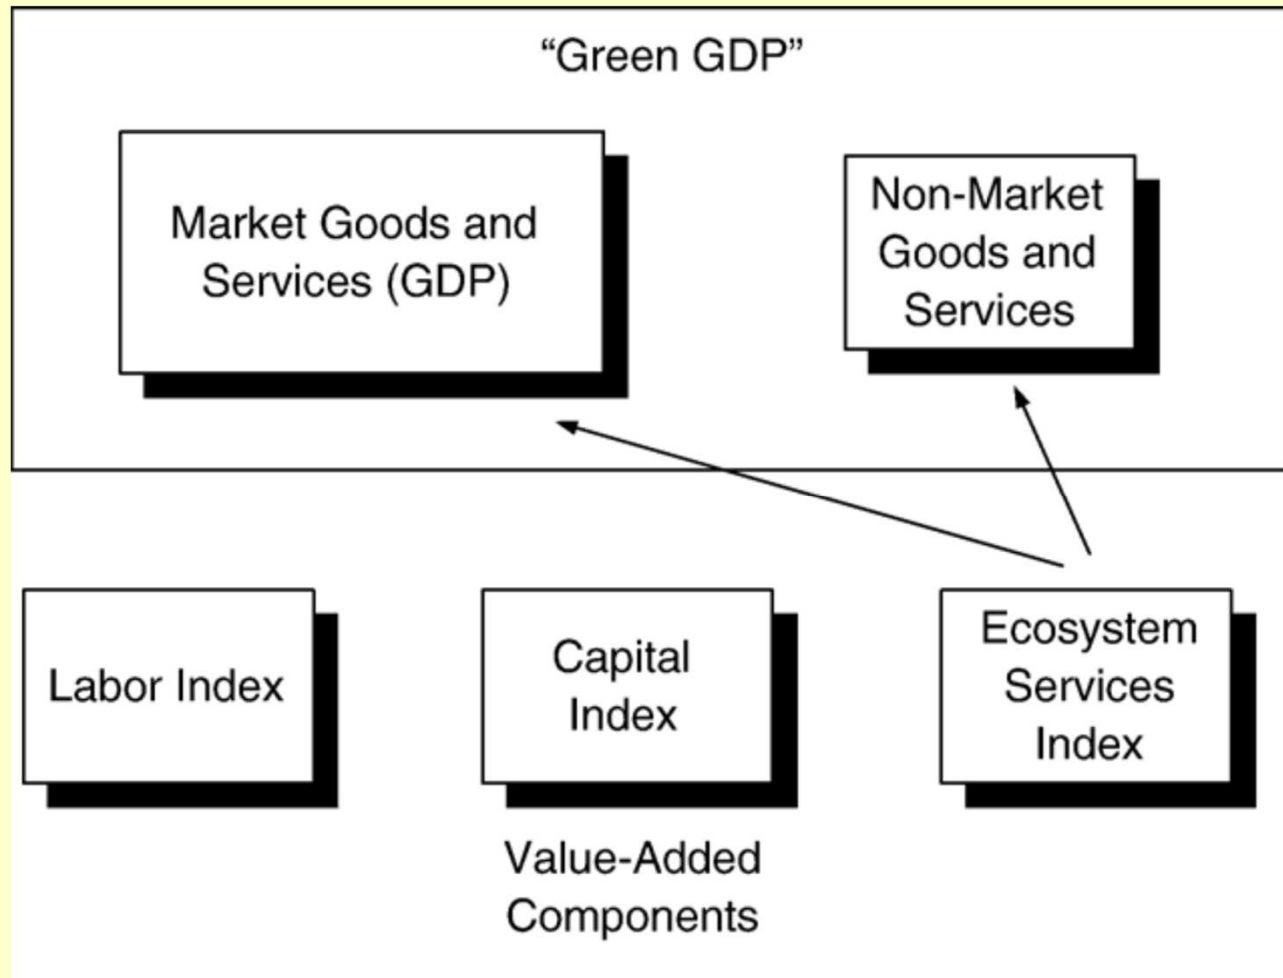 “Green GDP”
Market Goods and
Services (GDP)
Non-Market
Goods and
Services
Labor Index
Capital
Index
Ecosystem
Services
Index
Value-Added
Components